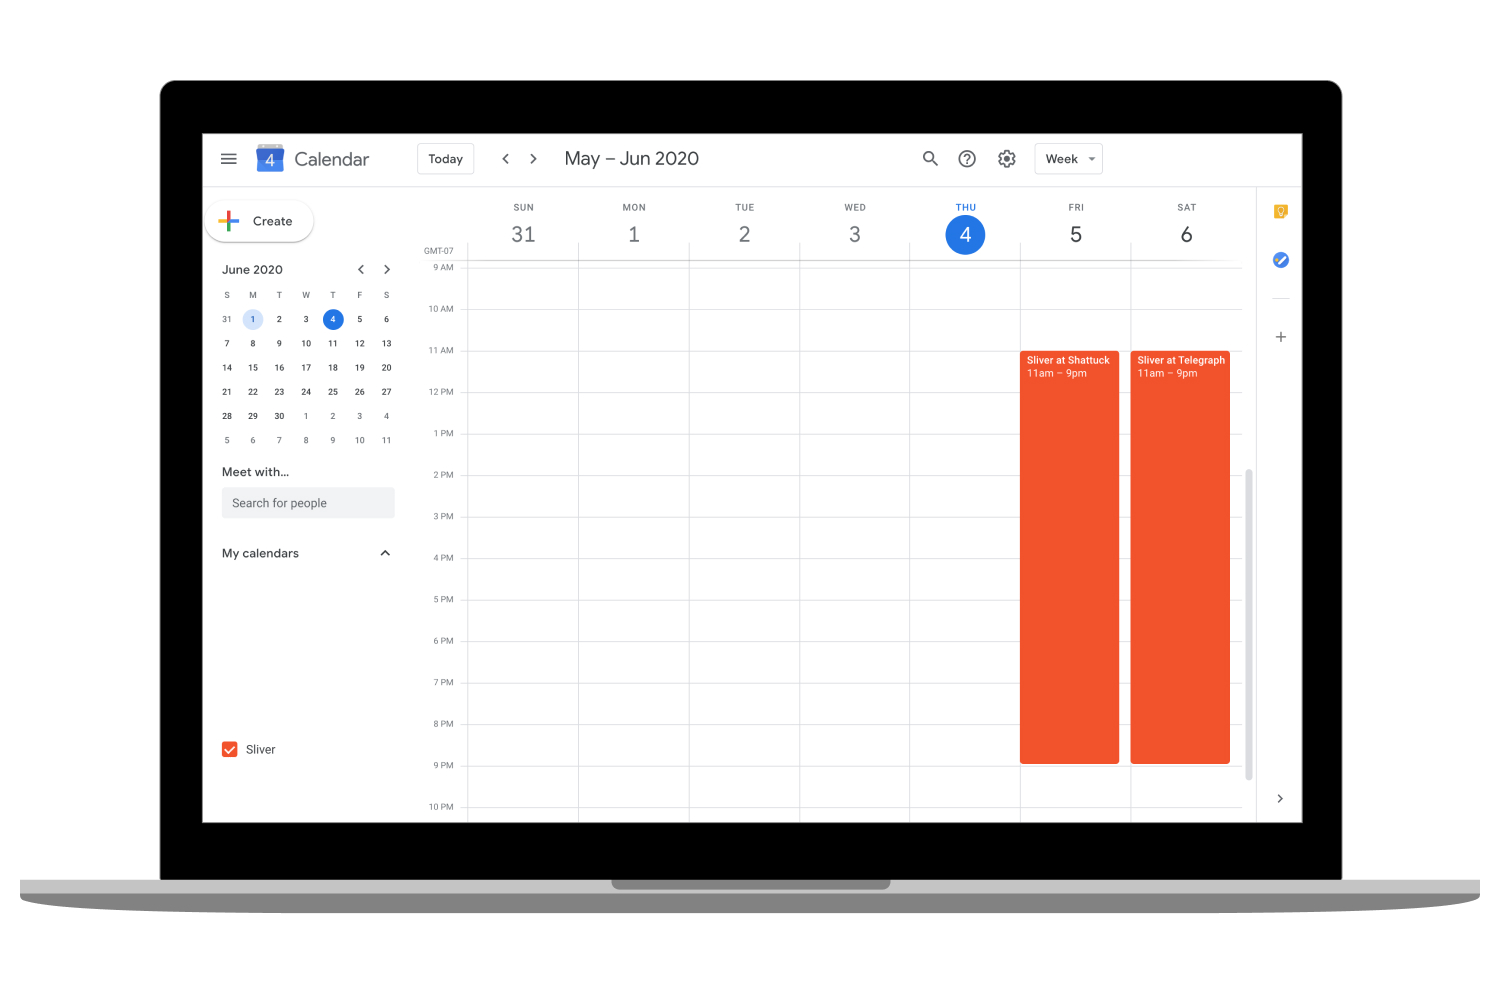 4 Calendar Today May – Jun 2020 Week
Create
June 2020
S M T W T F S
31 1 2 3 4 5 6
7 8 9 10 11 12 13
14 15 16 17 18 19 20
21 22 23 24 25 26 27
28 29 30 1 2 3 4
5 6 7 8 9 10 11
Meet with...
Search for people
My calendars
Sliver
SUN MON TUE WED THU FRI SAT
31 1 2 3 4 5 6
GMT-07
9 AM
10 AM
11 AM
12 PM
1 PM
2 PM
3 PM
4 PM
5 PM
6 PM
7 PM
8 PM
9 PM
10 PM
Sliver at Shattuck
11am – 9pm
Sliver at Telegraph
11am – 9pm